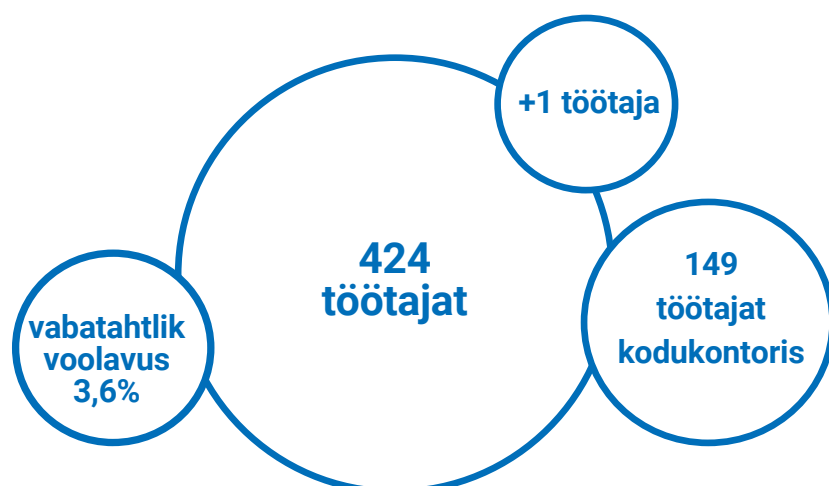 +1 töötaja
424
töötajat
149
töötajat
kodukontoris
vabatahtlik
voolavus
3,6%